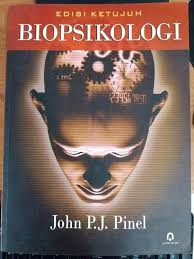 EDISI KETUJUH
BIOPSIKOLOGI
John P.J. Pinel